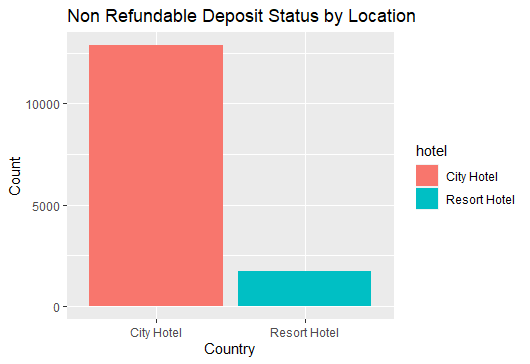 Non Refundable Deposit Status by Location
Count
10000
5000
0
City Hotel
Resort Hotel
Country
hotel
City Hotel
Resort Hotel